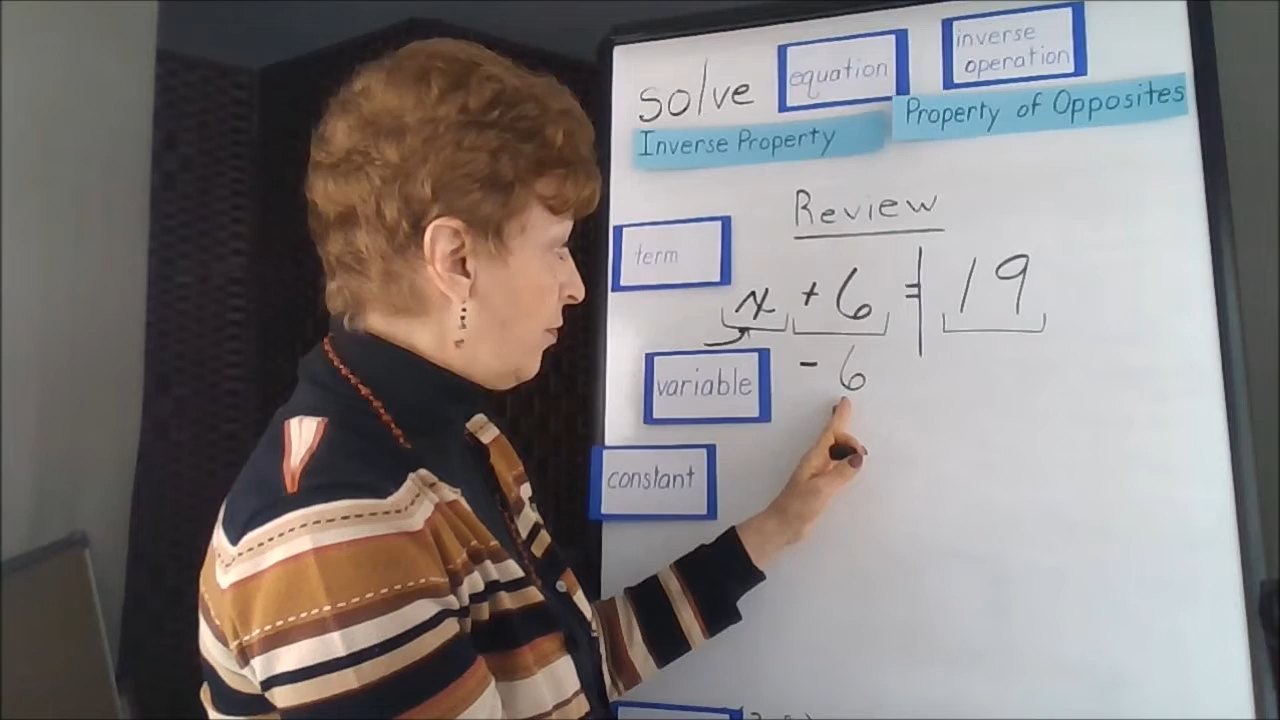 solve
equation
inverse
operation
Inverse Property
Property of Opposites
Review
term
x + 6 = 19
variable
- 6
constant